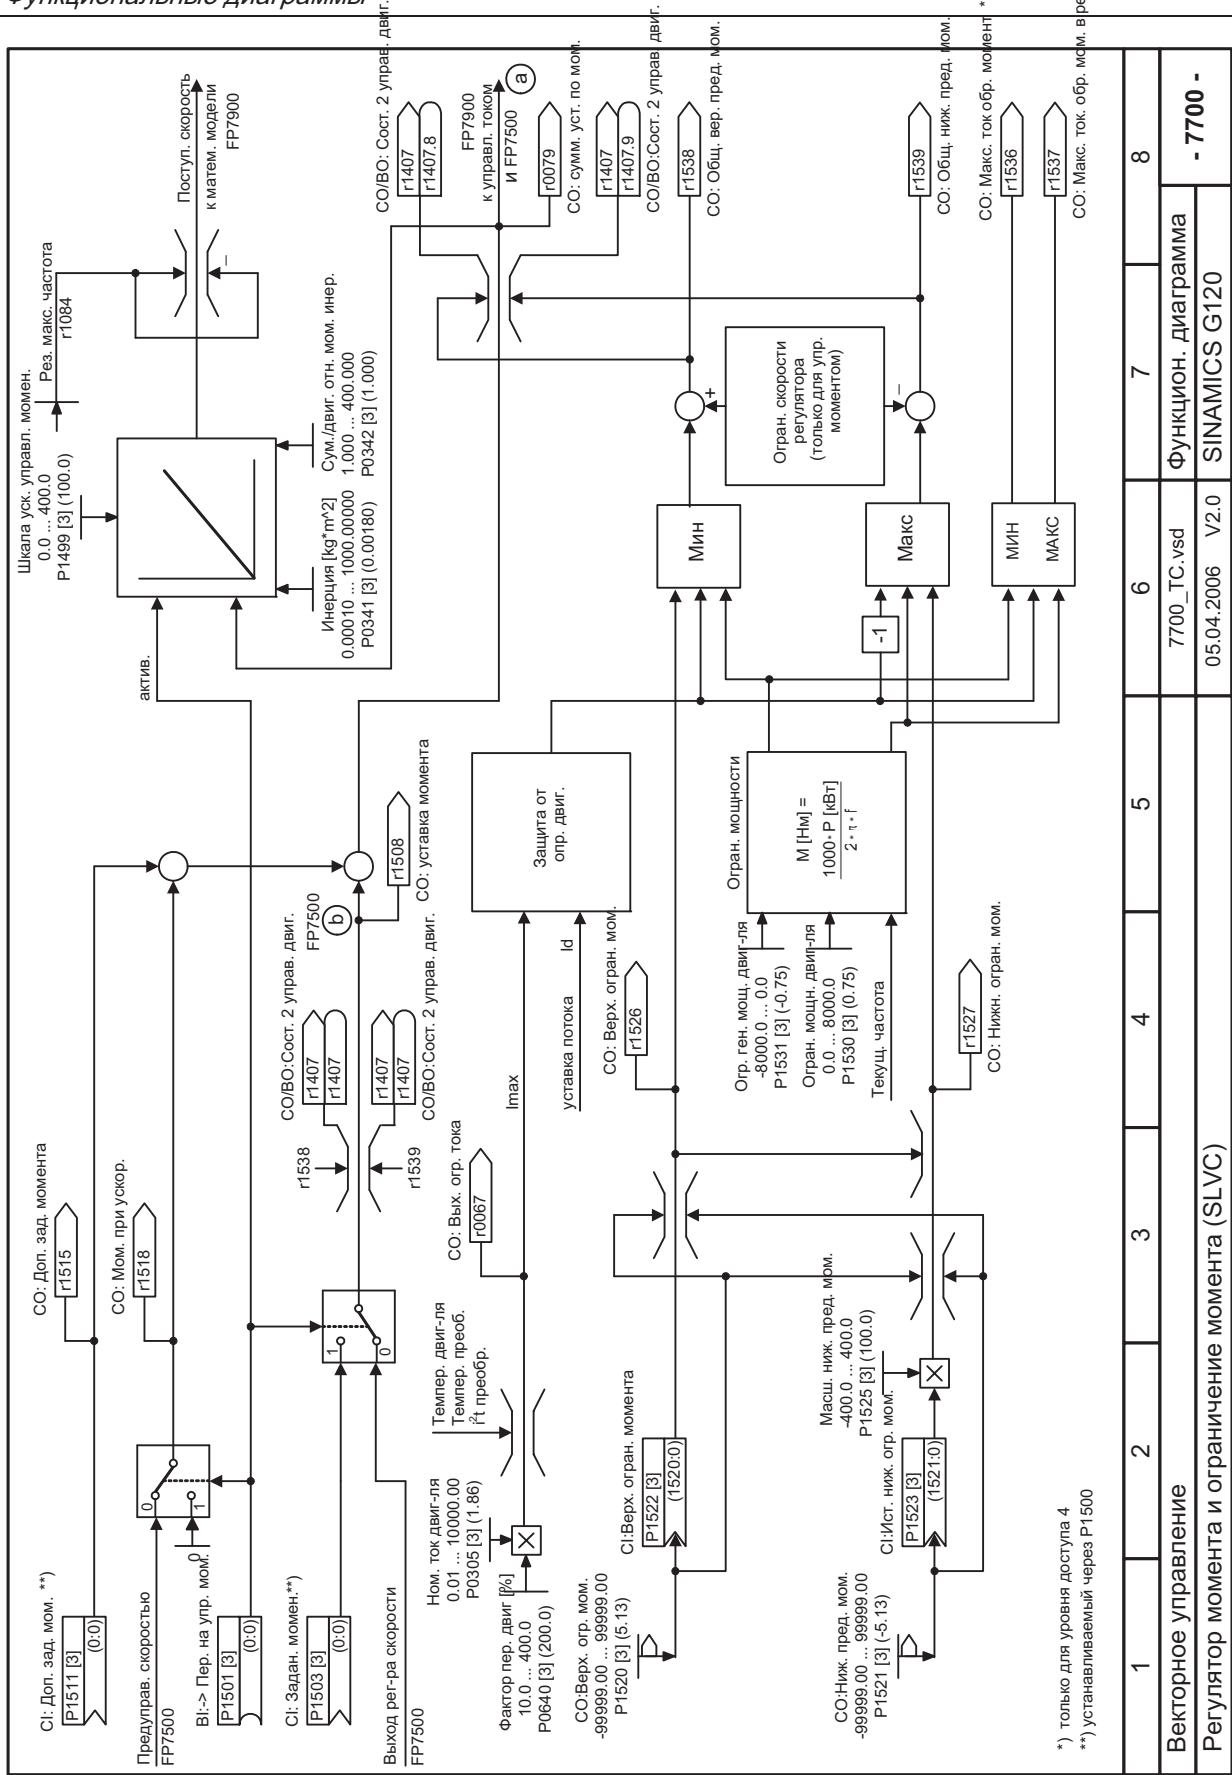 Функциональные диаграммы
CI: Доп. зад. мом. **)
P1511 [3]
(0:0)
CO: Доп. зад. момента
r1515
Предуправ. скоростью
FP7500
0
1
0
CO: Мом. при ускор.
r1518
BI:-> Пер. на упр. мом.
P1501 [3]
(0:0)
CI: Задан. момен.**)
P1503 [3]
(0:0)
Выход рег-ра скорости
FP7500
1
0
r1538
r1539
CO/BO:Сост. 2 управ. двиг.
r1407
r1407
r1407
r1407
CO/BO:Сост. 2 управ. двиг.
FP7500
b
r1508
CO: уставка момента
актив.
Шкала уск. управл. момен.
0.0 ... 400.0
P1499 [3] (100.0)
Инерция [kg*m^2]
0.00010 ... 1000.00000
P0341 [3] (0.00180)
Сум./двиг. отн. мом. инер.
1.000 ... 400.000
P0342 [3] (1.000)
Рез. макс. частота
r1084
–
Поступ. скорость
к матем. модели
FP7900
CO/BO: Сост. 2 управ. двиг.
r1407
r1407.8
FP7900
к управл. током
и FP7500
a
r0079
CO: сумм. уст. по мом.
r1407
r1407.9
CO/BO:Сост. 2 управ. двиг.
r1538
CO: Общ. вер. пред. мом.
Фактор пер. двиг [%]
10.0 ... 400.0
P0640 [3] (200.0)
Ном. ток двиг-ля
0.01 ... 10000.00
P0305 [3] (1.86)
Темпер. двиг-ля
Темпер. преоб.
i²t преобр.
CO: Вых. огр. тока
r0067
Imax
уставка потока
Id
Защита от
опр. двиг.
CO:Верх. огр. мом.
-99999.00 ... 99999.00
P1520 [3] (5.13)
CI:Верх. огран. момента
P1522 [3]
(1520:0)
CO: Верх. огран. мом.
r1526
Огр. ген. мощ. двиг-ля
-8000.0 ... 0.0
P1531 [3] (-0.75)
Огран. мощн. двиг-ля
0.0 ... 8000.0
P1530 [3] (0.75)
Текущ. частота
Огран. мощности
M [Нм] =
1000*P [кВт]
2 * π * f
Мин
Огран. скорости
регулятора
(только для упр.
моментом)
+
–
-1
Макс
МИН
МАКС
r1539
CO: Общ. ниж. пред. мом.
CO: Макс. ток обр. момент *
r1536
r1537
CO: Макс. ток. обр. мом. в ре
CO:Ниж. пред. мом.
-99999.00 ... 99999.00
P1521 [3] (-5.13)
CI:Ист. ниж. огр. мом.
P1523 [3]
(1521:0)
Масш. ниж. пред. мом.
-400.0 ... 400.0
P1525 [3] (100.0)
r1527
CO: Нижн. огран. мом.
*) только для уровня доступа 4
**) устанавливаемый через P1500
1 2 3 4 5 6 7 8
Векторное управление
7700_TC.vsd
Функцион. диаграмма
- 7700 -
Регулятор момента и ограничение момента (SLVC)
05.04.2006 V2.0
SINAMICS G120